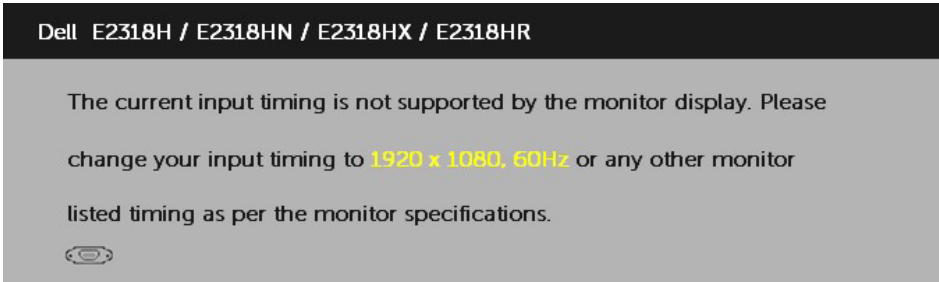 Dell E2318H / E2318HN / E2318HX / E2318HR
The current input timing is not supported by the monitor display. Please
change your input timing to 1920 x 1080, 60Hz or any other monitor
listed timing as per the monitor specifications.